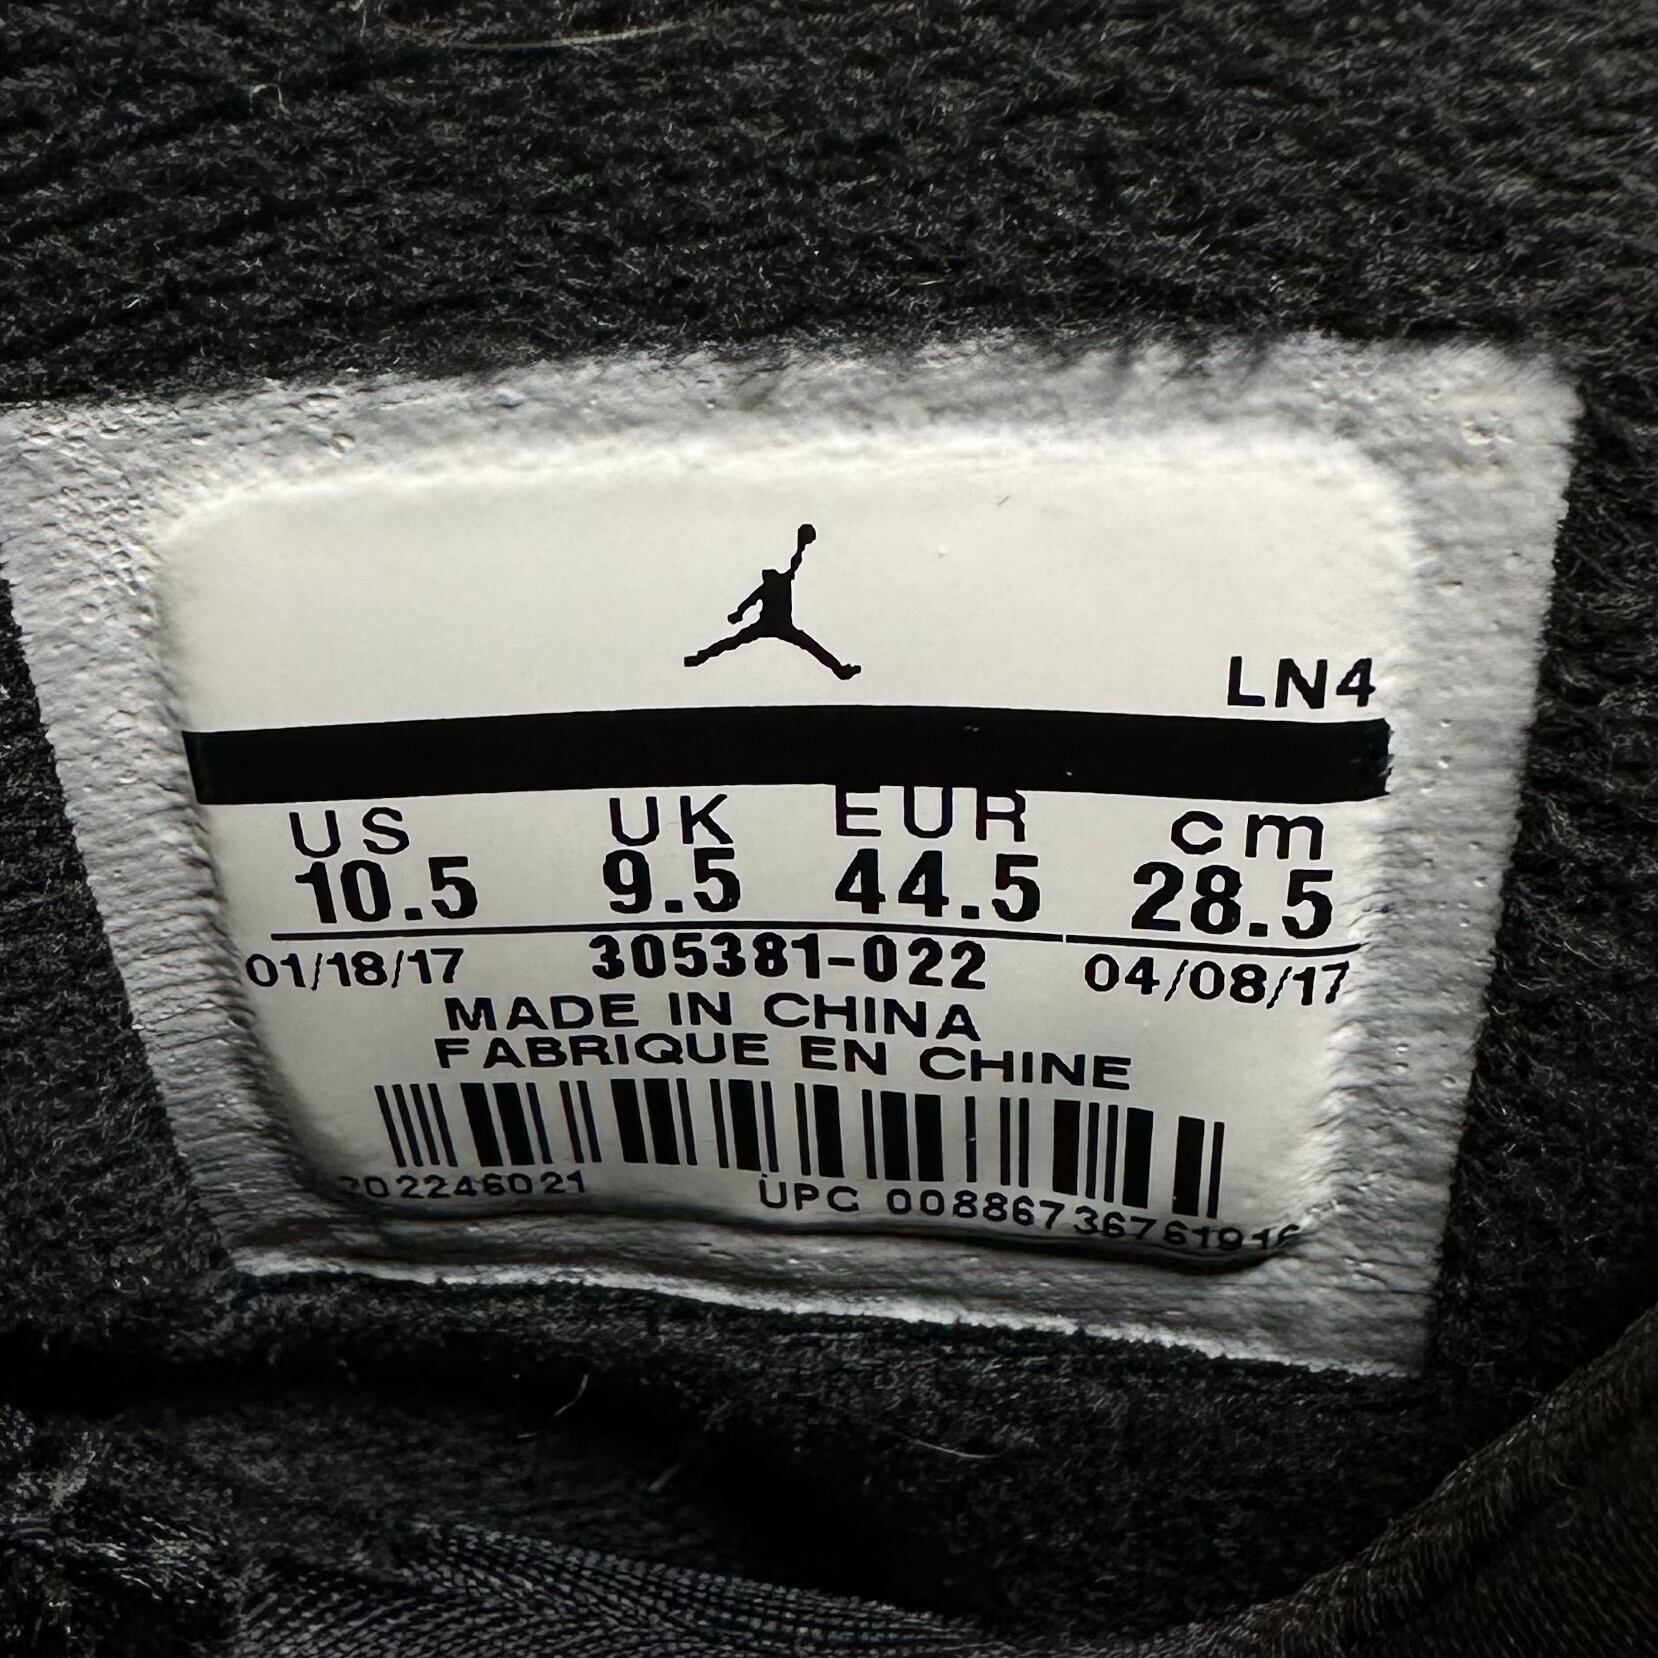 LN4
US UK EUR cm
10.5 9.5 44.5 28.5
01/18/17 305381-022 04/08/17
MADE IN CHINA
FABRIQUE EN CHINE
UPC